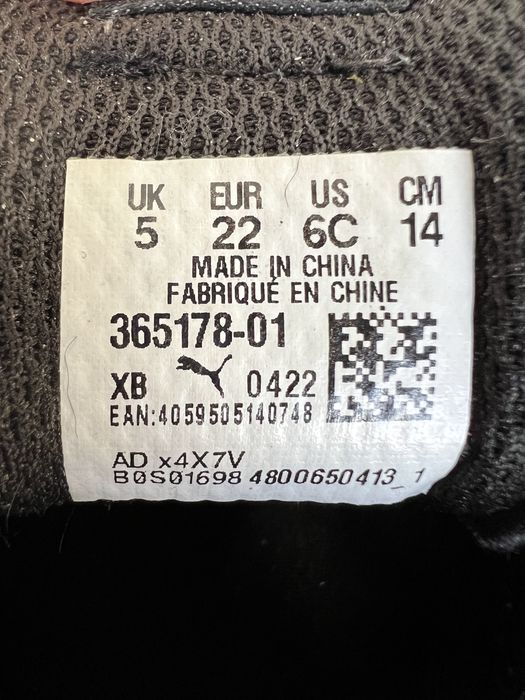 UK EUR US CM
5 22 6C 14
MADE IN CHINA
FABRIQUÉ EN CHINE
365178-01
XB 0422
EAN:4059505140748
AD x4X7V
B0S01698 4800650413_1